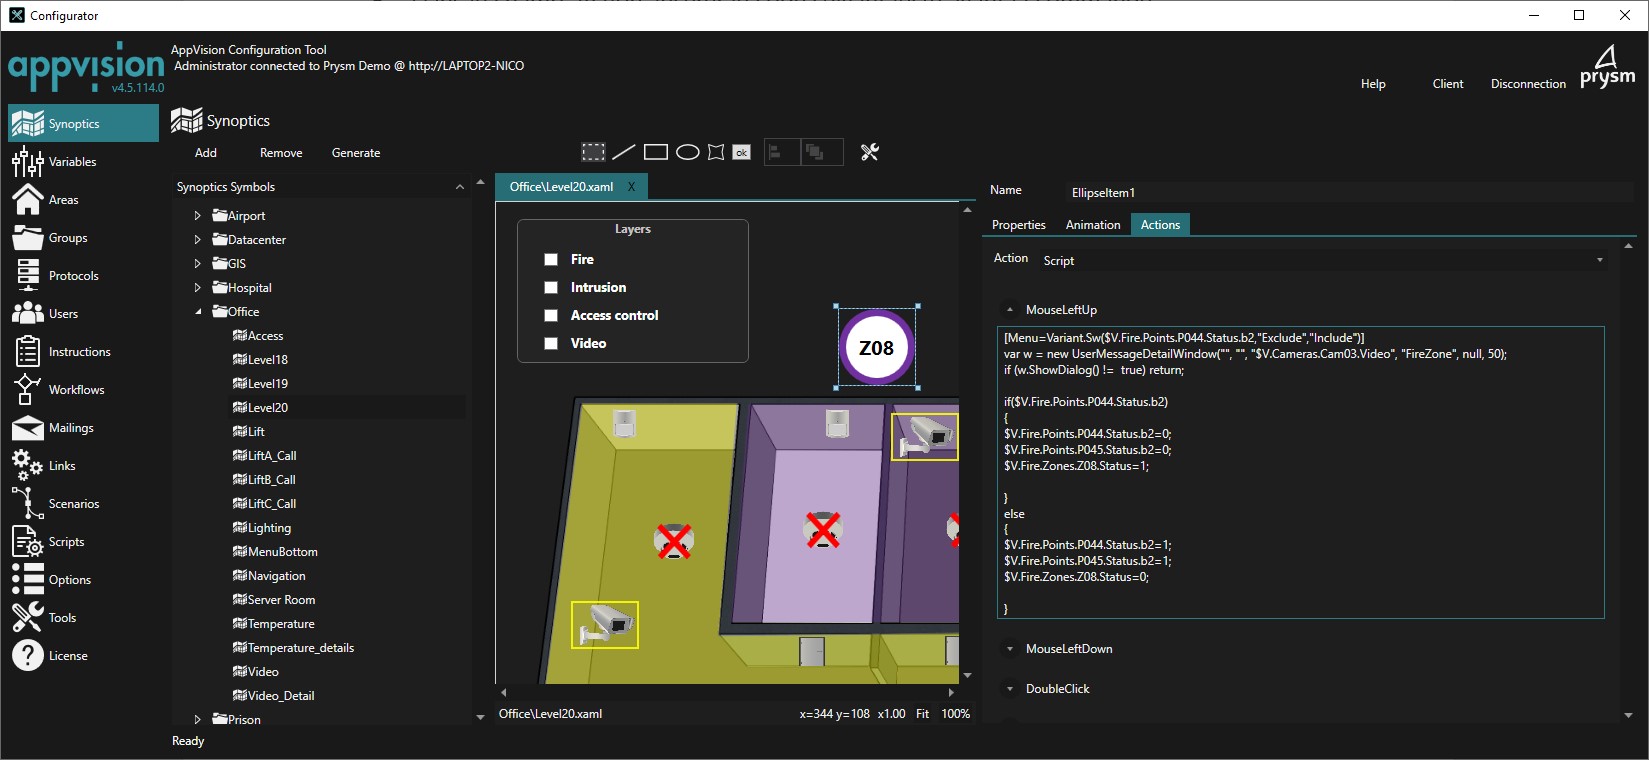 Configurator
appvision
v4.5.114.0
AppVision Configuration Tool
Administrator connected to Prysm Demo @ http://LAPTOP2-NICO
Help
Client
Disconnection
prysm
Synoptics
Variables
Areas
Groups
Protocols
Users
Instructions
Workflows
Mailings
Links
Scenarios
Scripts
Options
Tools
License
Synoptics
Add
Remove
Generate
ok
Synoptics Symbols
Airport
Datacenter
GIS
Hospital
Office
Access
Level18
Level19
Level20
Lift
LiftA_Call
LiftB_Call
LiftC_Call
Lighting
MenuBottom
Navigation
Server Room
Temperature
Temperature_details
Video
Video_Detail
Prison
Ready
Office\Level20.xaml X
Layers
Fire
Intrusion
Access control
Video
Z08
Office\Level20.xaml
x=344 y=108 x1.00 Fit 100%
Name EllipseItem1
Properties Animation Actions
Action Script
MouseLeftUp
[Menu=Variant.Sw($V.Fire.Points.P044.Status.b2,"Exclude","Include")]
var w = new UserMessageDetailWindow("", "", "$V.Cameras.Cam03.Video", "FireZone", null, 50);
if (w.ShowDialog() != true) return;
if($V.Fire.Points.P044.Status.b2)
{
$V.Fire.Points.P044.Status.b2=0;
$V.Fire.Points.P045.Status.b2=0;
$V.Fire.Zones.Z08.Status=1;
}
else
{
$V.Fire.Points.P044.Status.b2=1;
$V.Fire.Points.P045.Status.b2=1;
$V.Fire.Zones.Z08.Status=0;
}
MouseLeftDown
DoubleClick